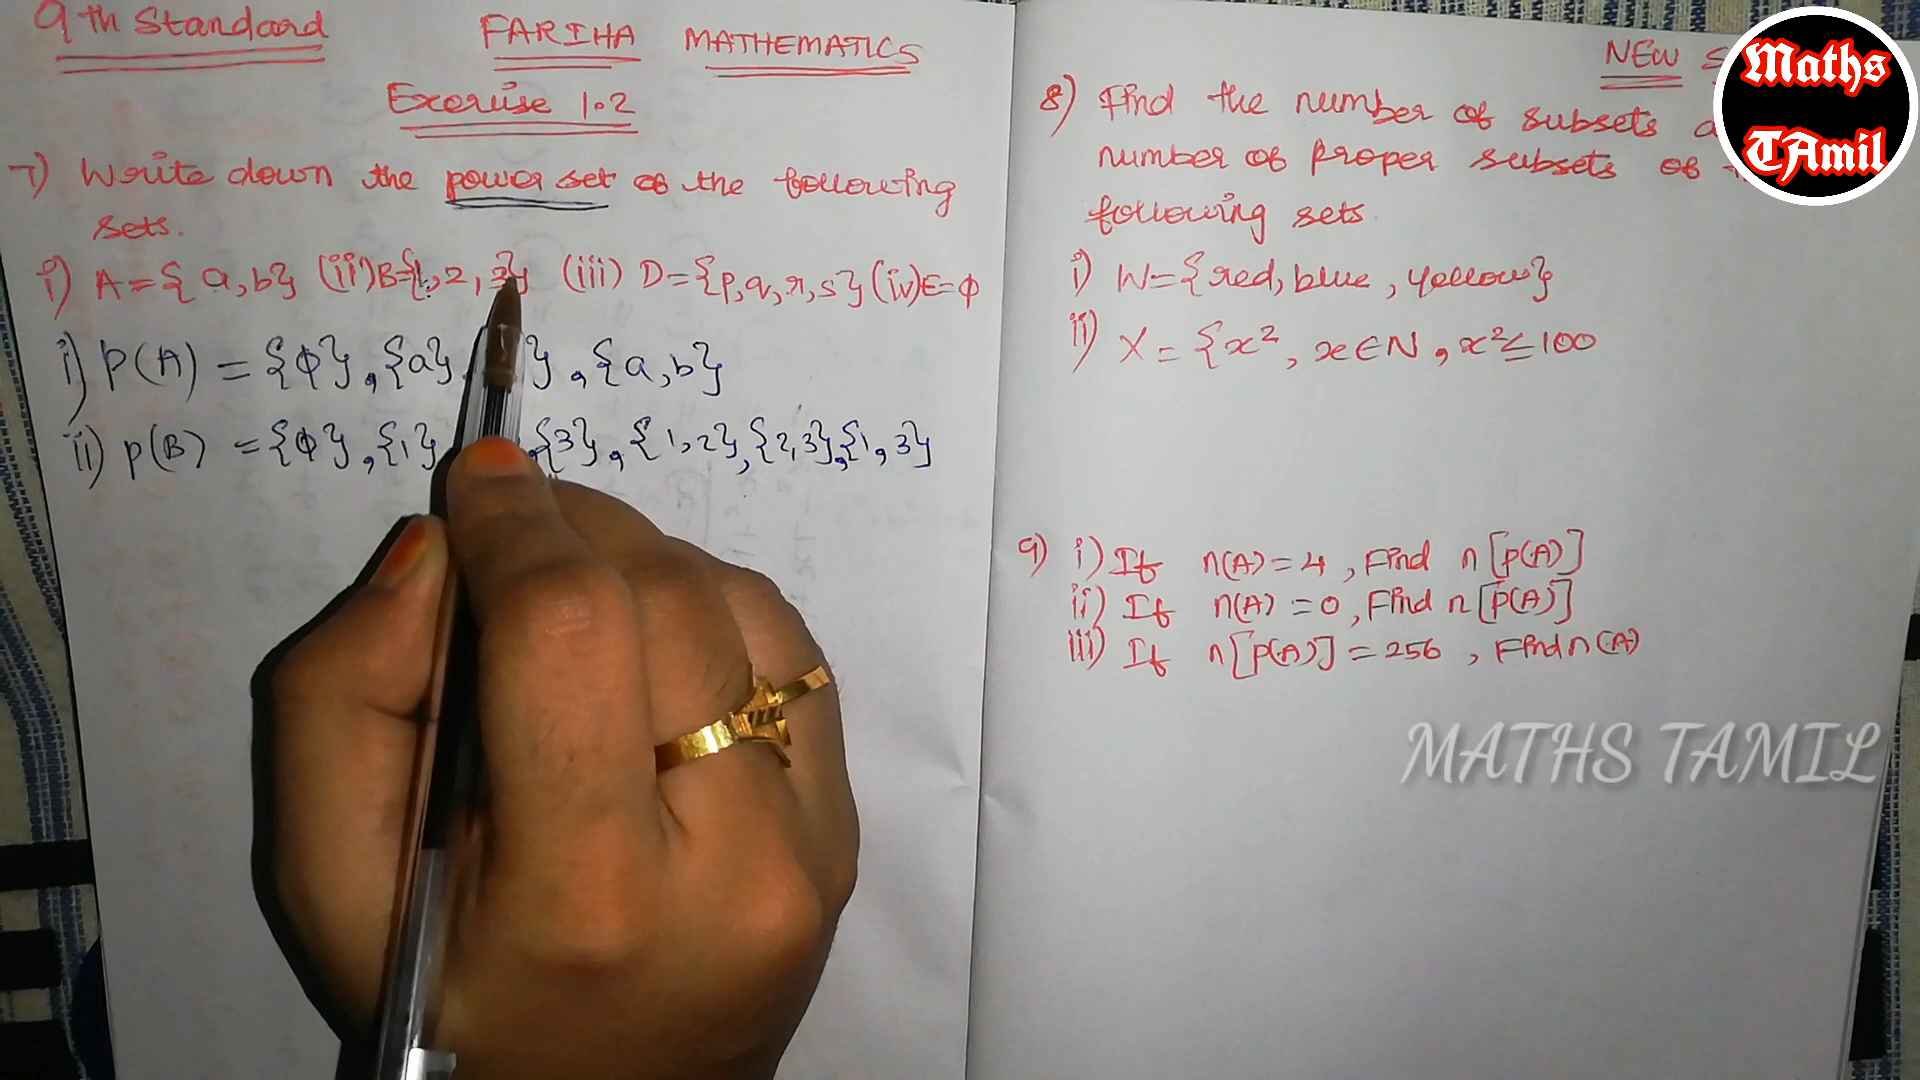 9th Standard FARIHA MATHEMATICS
Exercise 1.2
7) Write down the power set of the following
sets.
i) A={a,b} (ii) B={1,2,3} (iii) D={p,q,r,s} (iv) E=φ
i) P(A) = {φ}, {a}, }, {a,b}
ii) P(B) = {φ}, {1} , {3}, {1,2}, {2,3}, {1,3}
NEW
8) Find the number of subsets
number of proper subsets of
following sets.
i) W={red, blue, yellow}
ii) X = {x², x∈N, x²≤100
9) i) If n(A)=4, Find n[P(A)]
ii) If n(A)=0, Find n[P(A)]
iii) If n[P(A)]=256, Find n(A)
Maths
TAmil
MATHS TAMIL